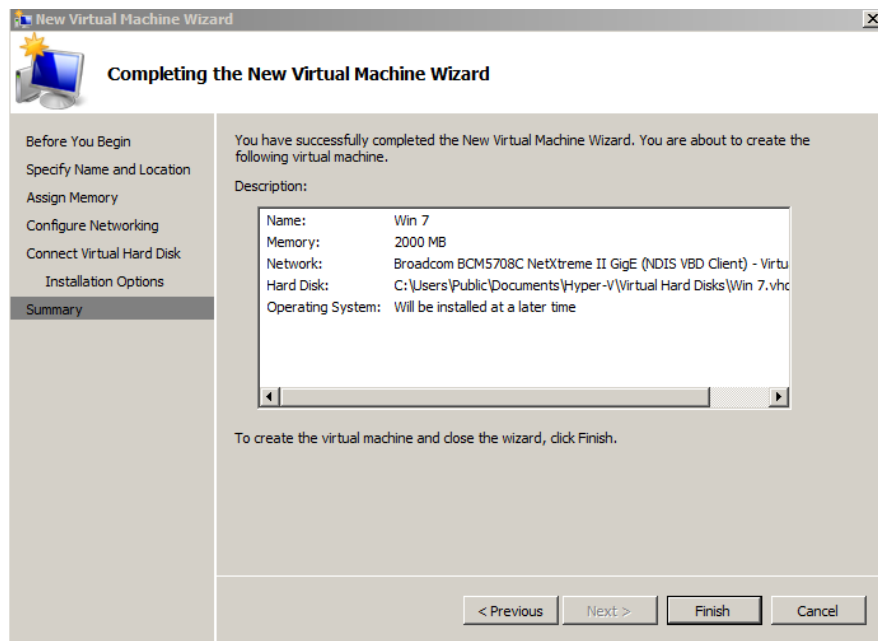 New Virtual Machine Wizard
Completing the New Virtual Machine Wizard
Before You Begin
Specify Name and Location
Assign Memory
Configure Networking
Connect Virtual Hard Disk
Installation Options
Summary
You have successfully completed the New Virtual Machine Wizard. You are about to create the
following virtual machine.
Description:
Name: Win 7
Memory: 2000 MB
Network: Broadcom BCM5708C NetXtreme II GigE (NDIS VBD Client) - Virtu
Hard Disk: C:\Users\Public\Documents\Hyper-V\Virtual Hard Disks\Win 7.vhd
Operating System: Will be installed at a later time
To create the virtual machine and close the wizard, click Finish.
< Previous Next > Finish Cancel